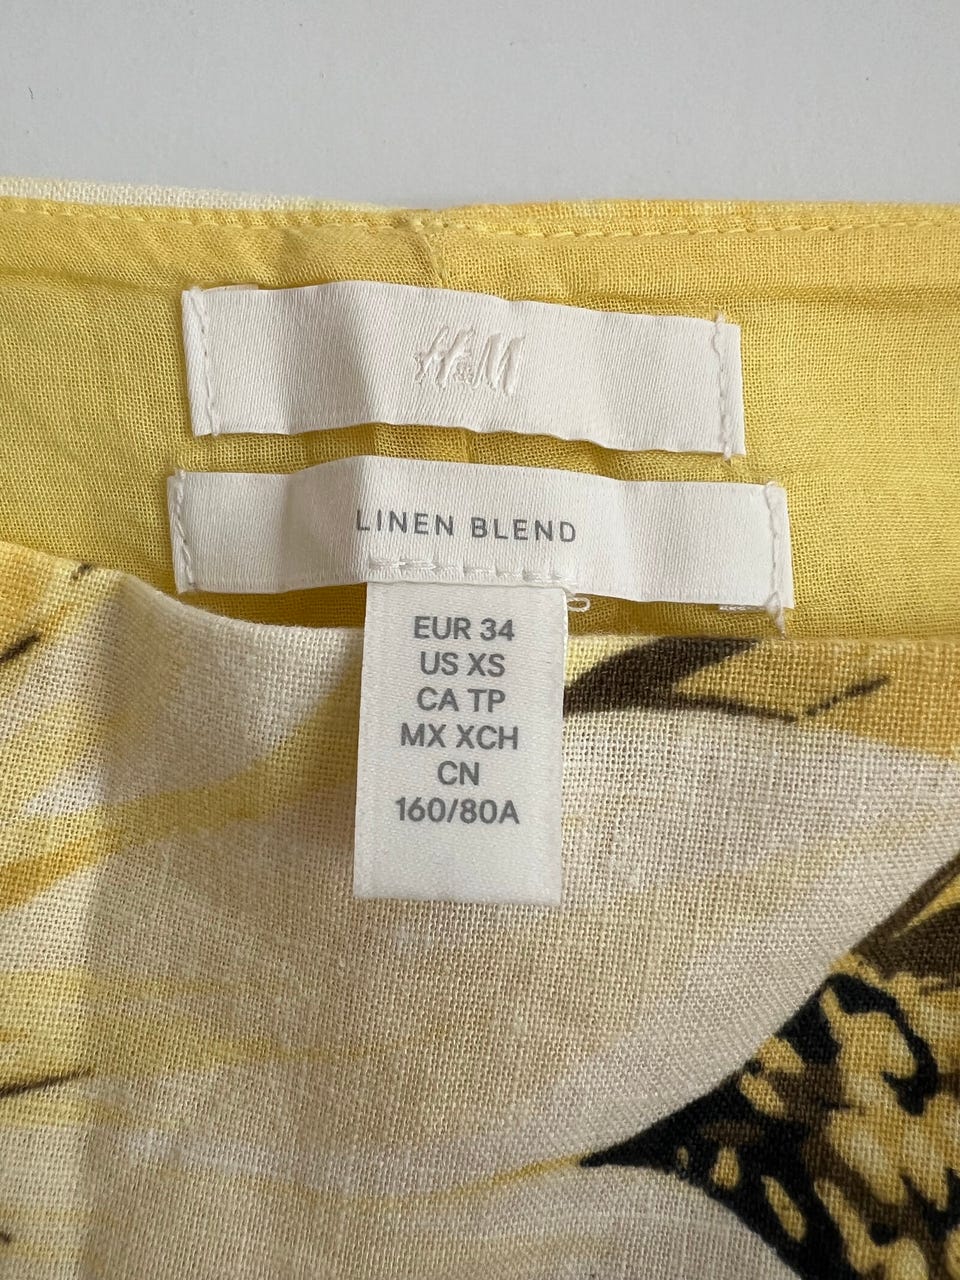 H&M
LINEN BLEND
EUR 34
US XS
CA TP
MX XCH
CN
160/80A